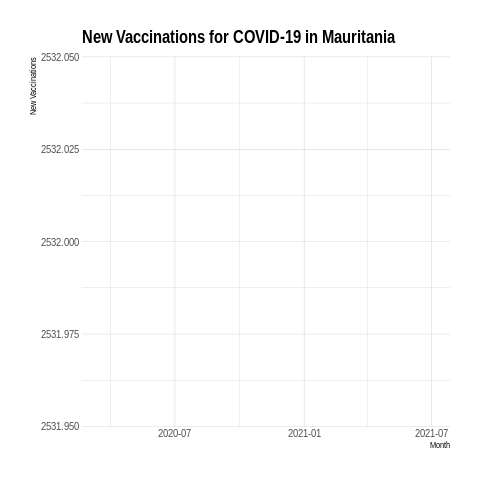 New Vaccinations for COVID-19 in Mauritania
New Vaccinations
2532.050
2532.025
2532.000
2531.975
2531.950
2020-07
2021-01
2021-07
Month